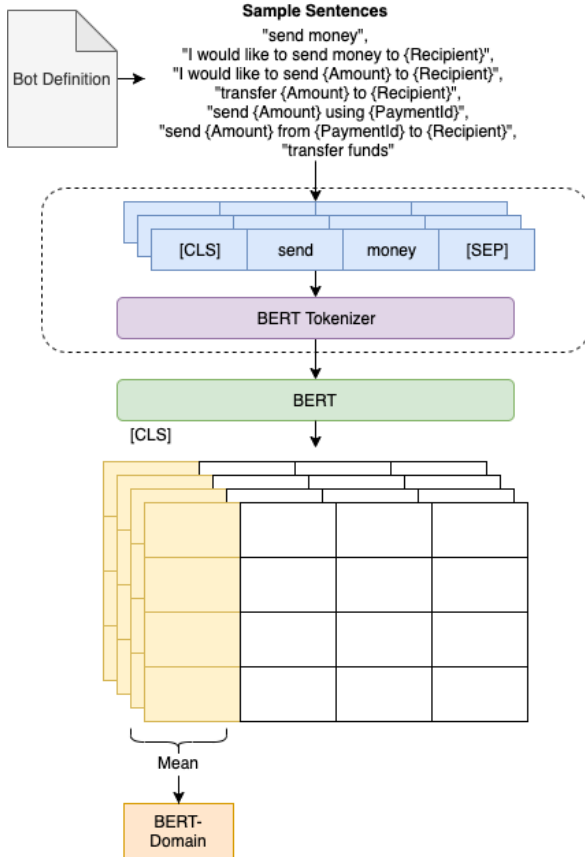 Sample Sentences
"send money",
"I would like to send money to {Recipient}",
"I would like to send {Amount} to {Recipient}",
"transfer {Amount} to {Recipient}",
"send {Amount} using {PaymentId}",
"send {Amount} from {PaymentId} to {Recipient}",
"transfer funds"
Bot Definition
[CLS] send money [SEP]
BERT Tokenizer
BERT
[CLS]
Mean
BERT-
Domain